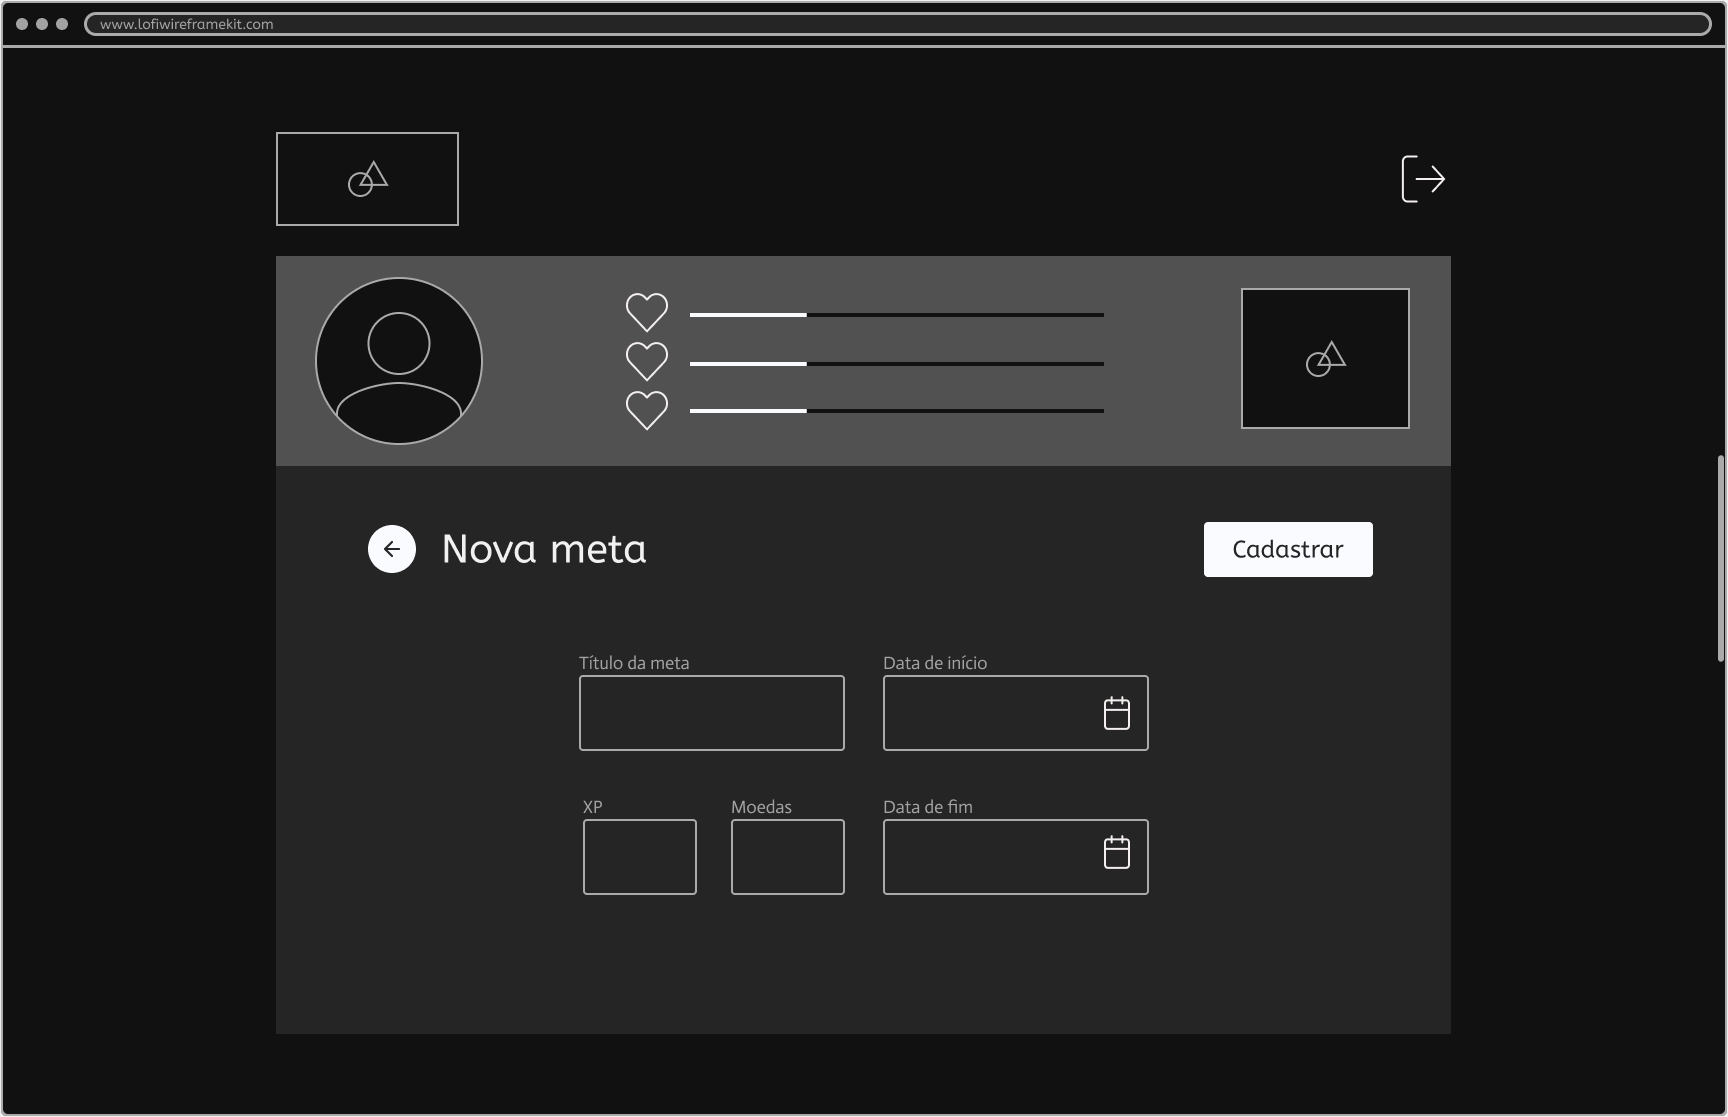 www.lofiwireframekit.com
Nova meta
Cadastrar
Título da meta
Data de início
XP
Moedas
Data de fim